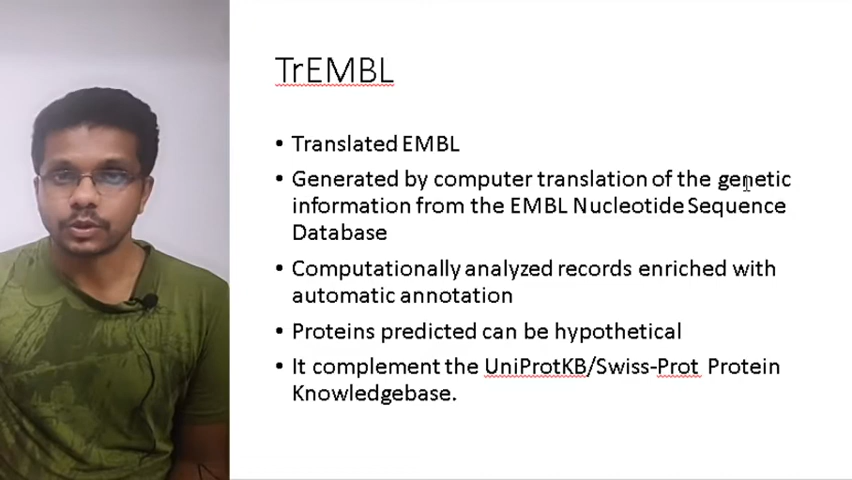 TrEMBL
• Translated EMBL
• Generated by computer translation of the genetic
information from the EMBL Nucleotide Sequence
Database
• Computationally analyzed records enriched with
automatic annotation
• Proteins predicted can be hypothetical
• It complement the UniProtKB/Swiss-Prot Protein
Knowledgebase.